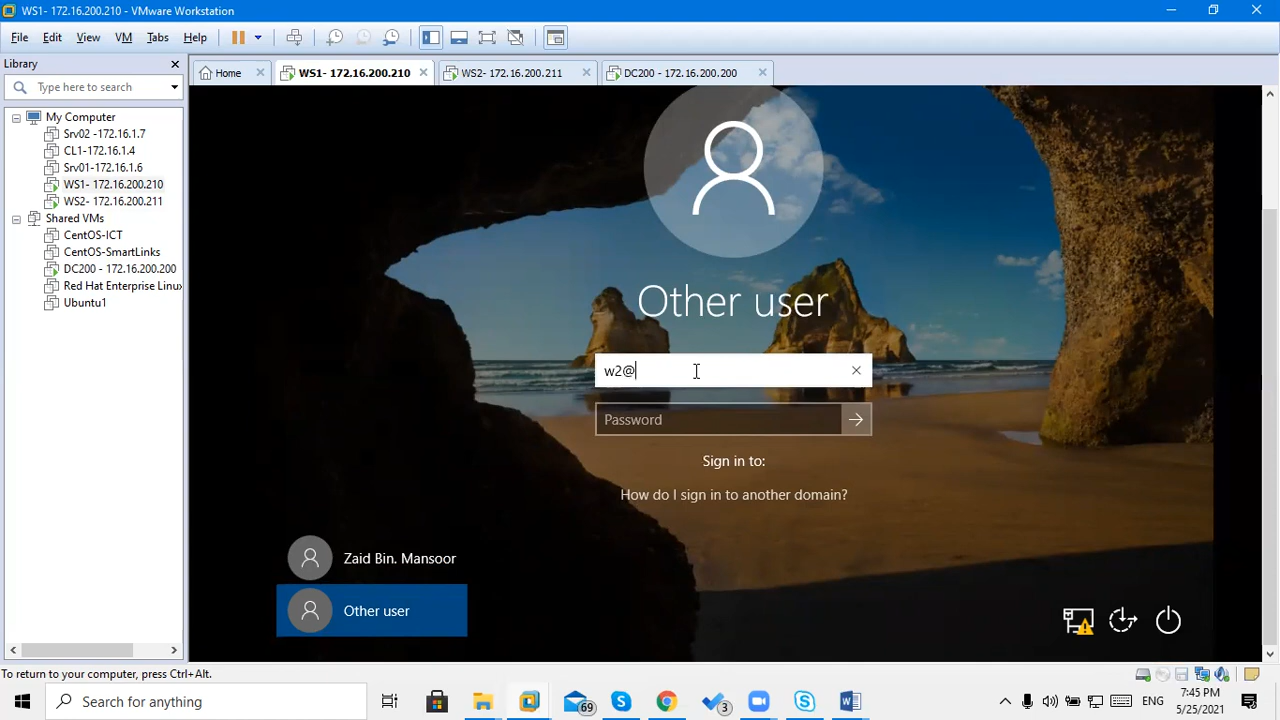 WS1- 172.16.200.210 - VMware Workstation
File Edit View VM Tabs Help
Library
Type here to search
My Computer
Srv02 -172.16.1.7
CL1-172.16.1.4
Srv01-172.16.1.6
WS1- 172.16.200.210
WS2- 172.16.200.211
Shared VMs
CentOS-ICT
CentOS-SmartLinks
DC200 - 172.16.200.200
Red Hat Enterprise Linux
Ubuntu1
Home WS1- 172.16.200.210 WS2- 172.16.200.211 DC200 - 172.16.200.200
Other user
w2@
Password
Sign in to:
How do I sign in to another domain?
Zaid Bin. Mansoor
Other user
To return to your computer, press Ctrl+Alt.
Search for anything
69
3
ENG
7:45 PM
5/25/2021